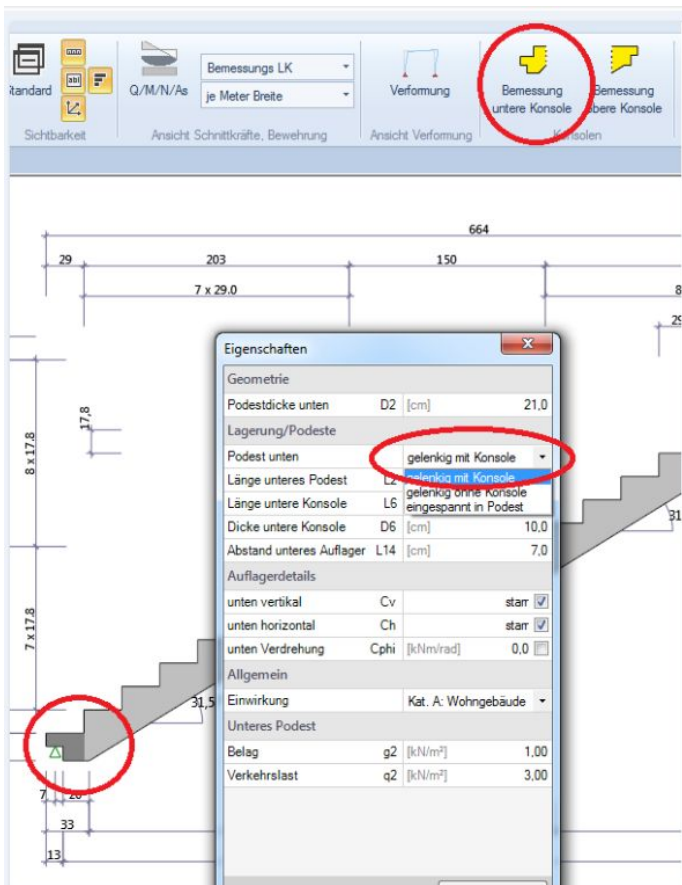 Standard
abl
Q/M/N/As
Bemessungs LK
je Meter Breite
Verformung
Bemessung
untere Konsole
Bemessung
obere Konsole
Sichtbarkeit
Ansicht Schnittkräfte, Bewehrung
Ansicht Verformung
Konsolen
664
29 203 150
7 x 29.0 8
29
Eigenschaften
Geometrie
Podestdicke unten D2 [cm] 21,0
Lagerung/Podeste
Podest unten gelenkig mit Konsole
gelenkig mit Konsole
gelenkig ohne Konsole
eingespannt in Podest
Länge unteres Podest L2
Länge untere Konsole L6
Dicke untere Konsole D6 [cm] 10,0
Abstand unteres Auflager L14 [cm] 7,0
Auflagerdetails
unten vertikal Cv starr
unten horizontal Ch starr
unten Verdrehung Cphi [kNm/rad] 0,0
Allgemein
Einwirkung Kat. A: Wohngebäude
Unteres Podest
Belag g2 [kN/m²] 1,00
Verkehrslast q2 [kN/m²] 3,00
17,8
8 x 17.8
7 x 17.8
31,5
31
7 20
33
13